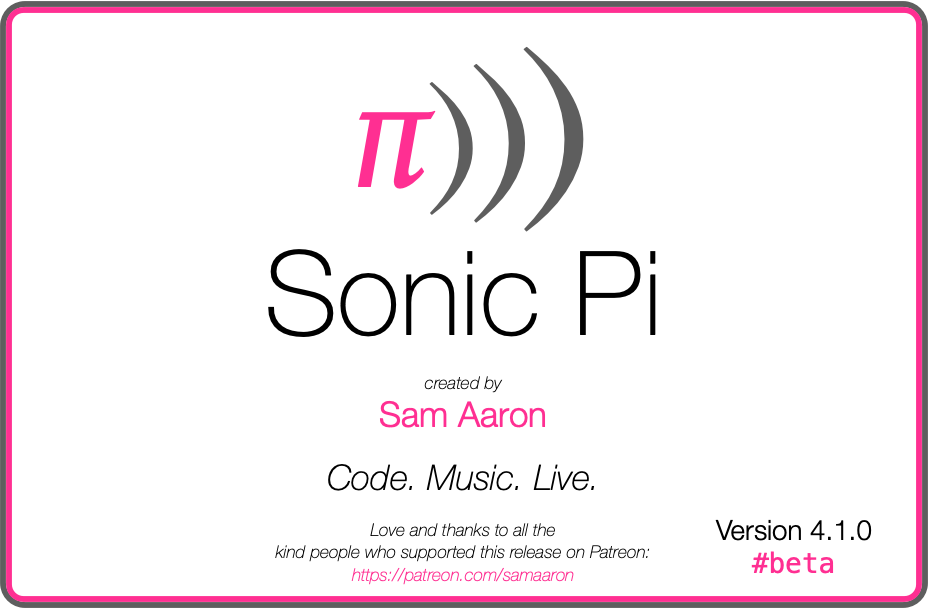 π)))
Sonic Pi
created by
Sam Aaron
Code. Music. Live.
Love and thanks to all the
kind people who supported this release on Patreon:
https://patreon.com/samaaron
Version 4.1.0
#beta